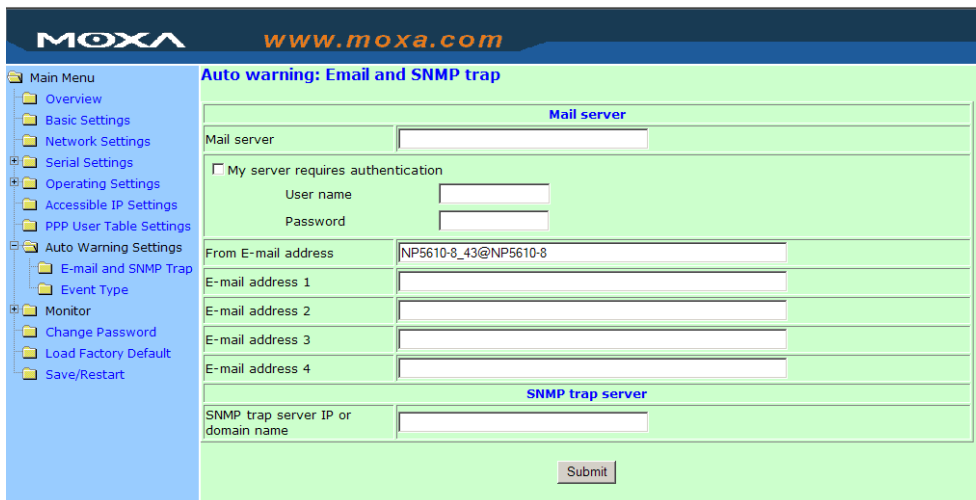 MOXA www.moxa.com
Main Menu
Overview
Basic Settings
Network Settings
Serial Settings
Operating Settings
Accessible IP Settings
PPP User Table Settings
Auto Warning Settings
E-mail and SNMP Trap
Event Type
Monitor
Change Password
Load Factory Default
Save/Restart
Auto warning: Email and SNMP trap
Mail server
Mail server
My server requires authentication
User name
Password
From E-mail address NP5610-8_43@NP5610-8
E-mail address 1
E-mail address 2
E-mail address 3
E-mail address 4
SNMP trap server
SNMP trap server IP or
domain name
Submit